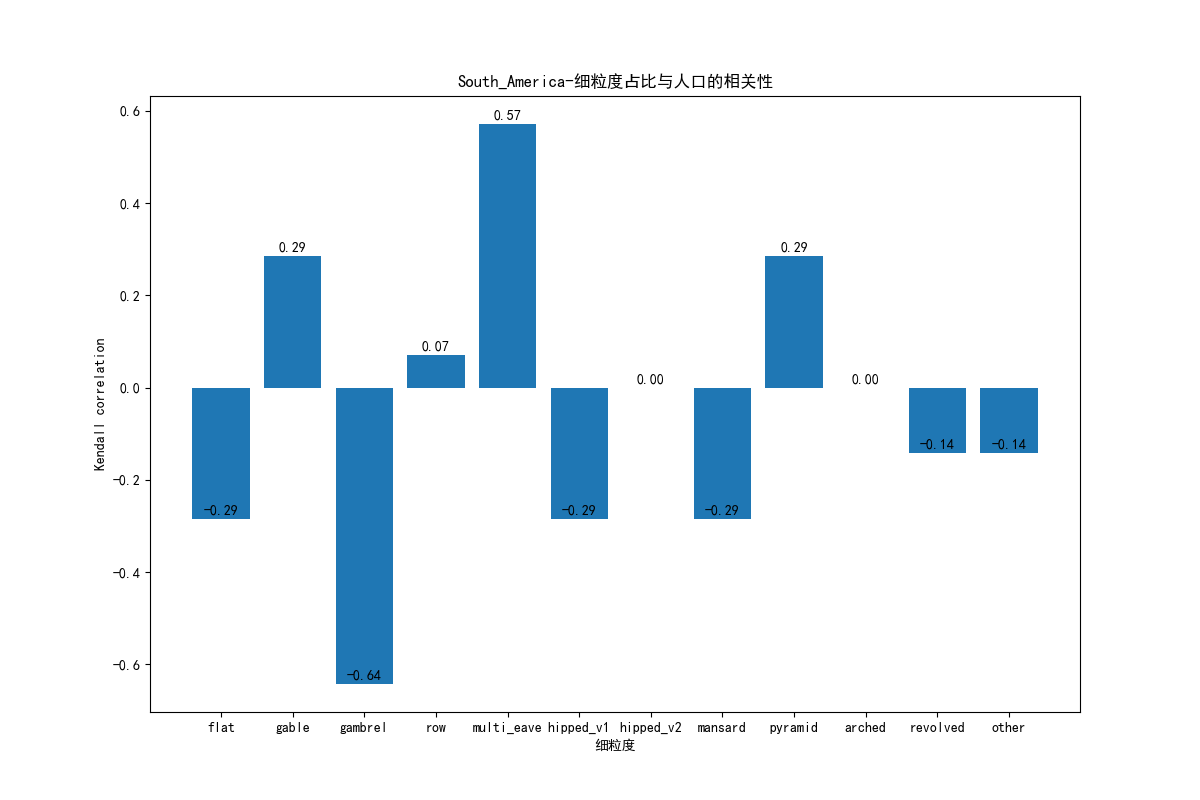 South_America-细粒度占比与人口的相关性
0.6
0.4
0.2
0.0
−0.2
−0.4
−0.6
Kendall correlation
−0.29
0.29
−0.64
0.07
0.57
−0.29
0.00
−0.29
0.29
0.00
−0.14
−0.14
flat
gable
gambrel
row
multi_eave
hipped_v1
hipped_v2
mansard
pyramid
arched
revolved
other
细粒度